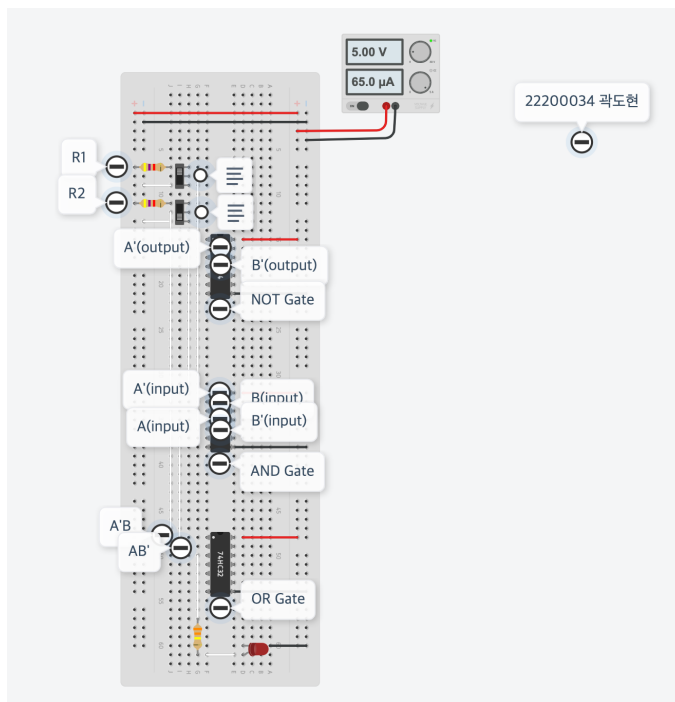 5.00 V
65.0 µA
22200034 곽도현
R1
R2
A'(output)
B'(output)
NOT Gate
A'(input)
B(input)
B'(input)
A(input)
AND Gate
A'B
AB'
74HC32
OR Gate